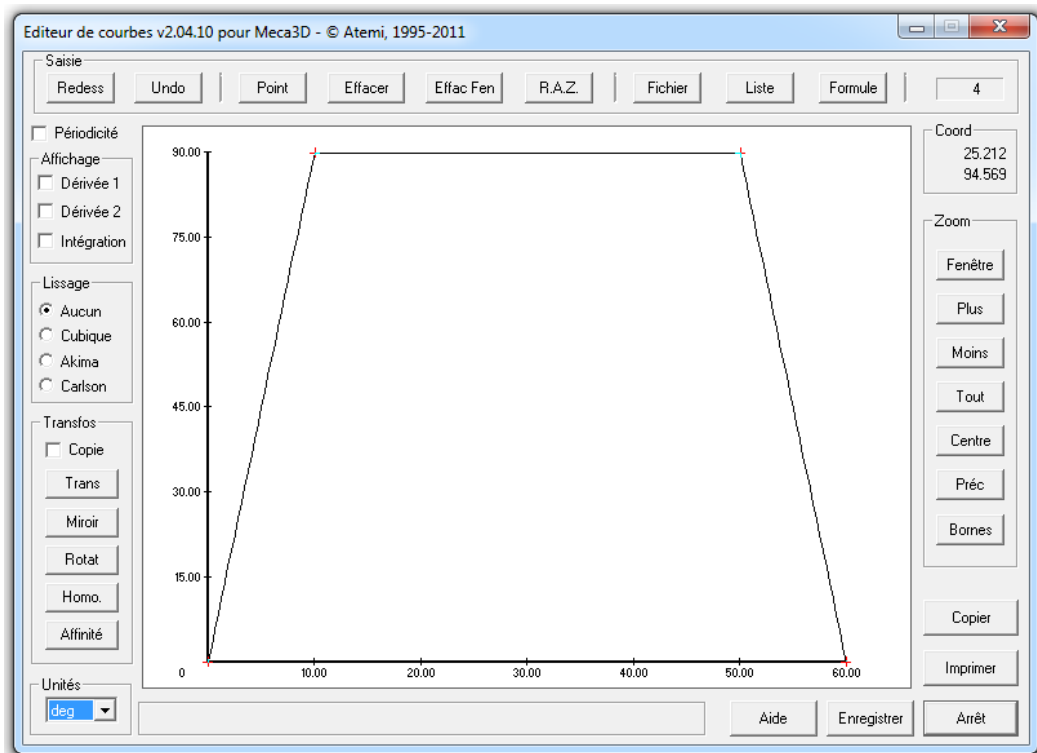 Editeur de courbes v2.04.10 pour Meca3D - © Atemi, 1995-2011
Saisie
Redess Undo Point Effacer Effac Fen R.A.Z. Fichier Liste Formule 4
Périodicité
Affichage
Dérivée 1
Dérivée 2
Intégration
Lissage
Aucun
Cubique
Akima
Carlson
Transfos
Copie
Trans
Miroir
Rotat
Homo.
Affinité
Unités
deg
90.00
75.00
60.00
45.00
30.00
15.00
0 10.00 20.00 30.00 40.00 50.00 60.00
Coord
25.212
94.569
Zoom
Fenêtre
Plus
Moins
Tout
Centre
Préc
Bornes
Copier
Imprimer
Aide Enregistrer Arrêt